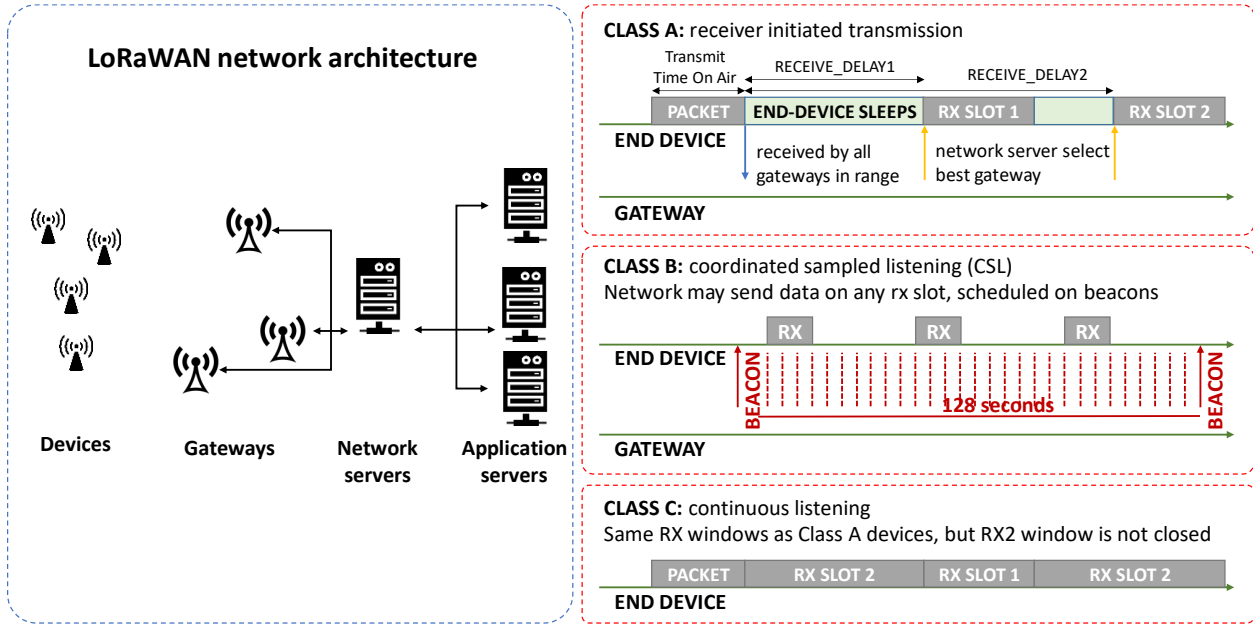 LoRaWAN network architecture
Devices
Gateways
Network
servers
Application
servers
CLASS A: receiver initiated transmission
Transmit
Time On Air
RECEIVE_DELAY1
RECEIVE_DELAY2
PACKET
END-DEVICE SLEEPS
RX SLOT 1
RX SLOT 2
END DEVICE
received by all
gateways in range
network server select
best gateway
GATEWAY
CLASS B: coordinated sampled listening (CSL)
Network may send data on any rx slot, scheduled on beacons
RX
RX
RX
END DEVICE
BEACON
128 seconds
BEACON
GATEWAY
CLASS C: continuous listening
Same RX windows as Class A devices, but RX2 window is not closed
PACKET
RX SLOT 2
RX SLOT 1
RX SLOT 2
END DEVICE